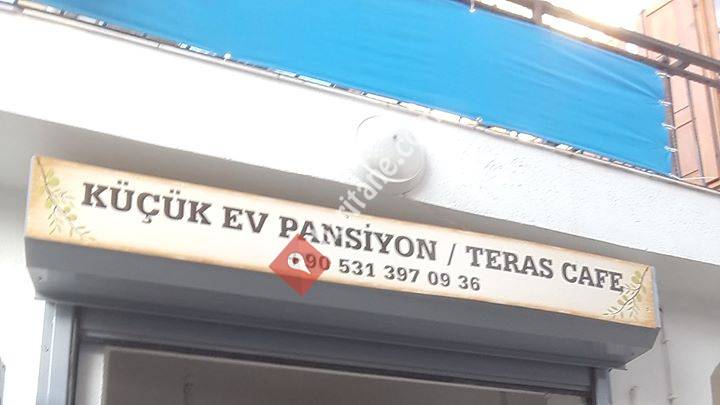 KÜÇÜK EV PANSİYON / TERAS CAFE
90 531 397 09 36